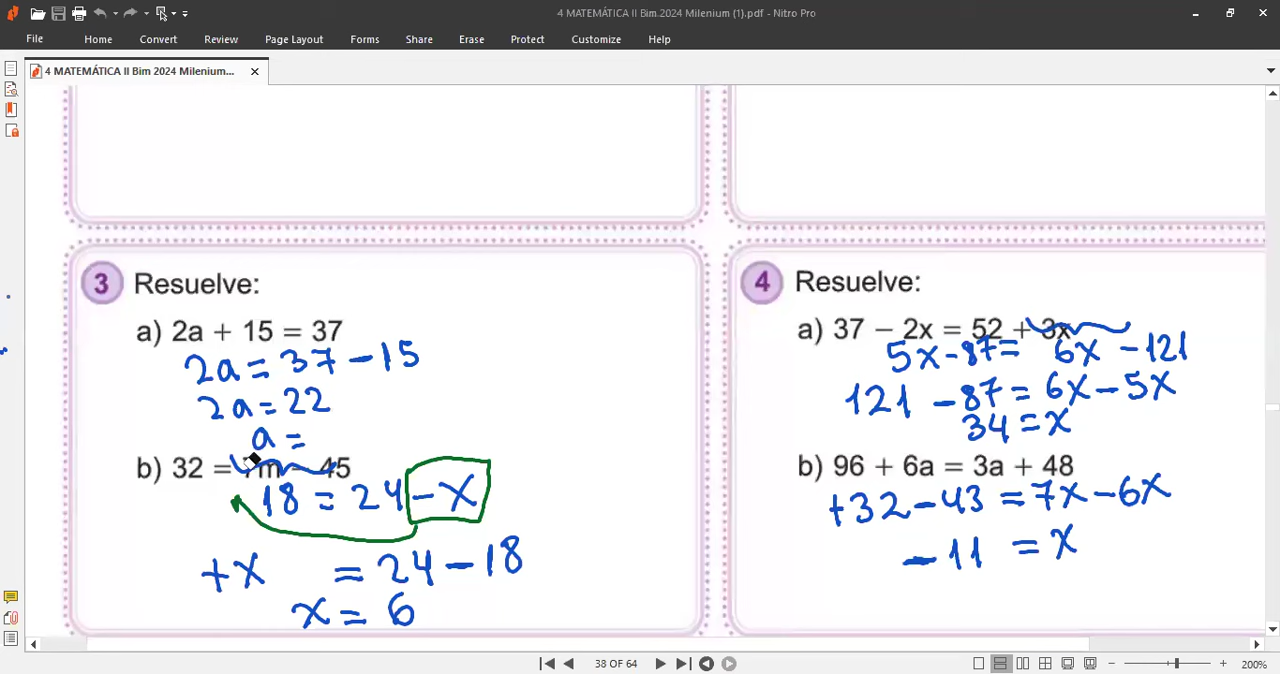 4 MATEMÁTICA II Bim.2024 Milenium (1).pdf - Nitro Pro
File Home Convert Review Page Layout Forms Share Erase Protect Customize Help
4 MATEMÁTICA II Bim 2024 Milenium...
3 Resuelve:
a) 2a + 15 = 37
2a = 37 - 15
2a = 22
a =
b) 32 = 7m - 45
18 = 24 - x
+x = 24 - 18
x = 6
4 Resuelve:
a) 37 - 2x = 52 + 3x
5x - 87 = 6x - 121
121 - 87 = 6x - 5x
34 = x
b) 96 + 6a = 3a + 48
+32 - 43 = 7x - 6x
- 11 = x
38 OF 64
200%